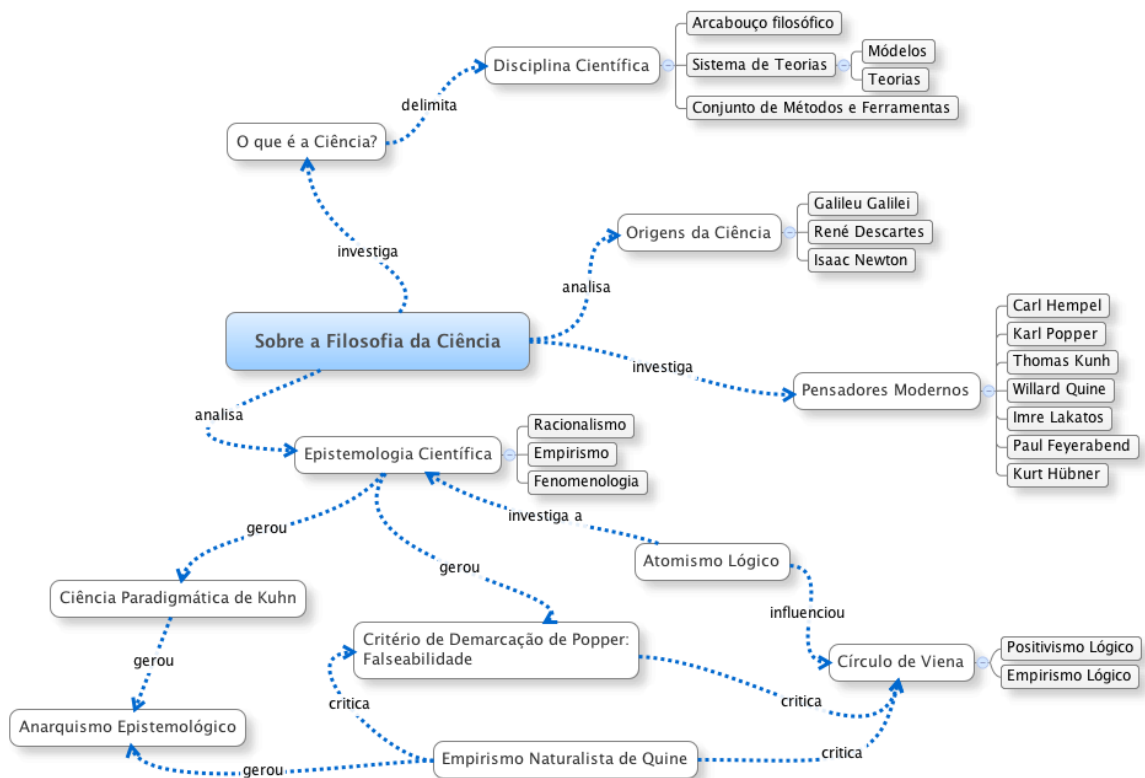 Arcabouço filosófico
Disciplina Científica
Sistema de Teorias
Módelos
Teorias
Conjunto de Métodos e Ferramentas
delimita
O que é a Ciência?
investiga
Origens da Ciência
Galileu Galilei
René Descartes
Isaac Newton
analisa
Sobre a Filosofia da Ciência
investiga
Pensadores Modernos
Carl Hempel
Karl Popper
Thomas Kunh
Willard Quine
Imre Lakatos
Paul Feyerabend
Kurt Hübner
analisa
Epistemologia Científica
Racionalismo
Empirismo
Fenomenologia
gerou
investiga a
gerou
Atomismo Lógico
Ciência Paradigmática de Kuhn
influenciou
Critério de Demarcação de Popper:
Falseabilidade
Círculo de Viena
Positivismo Lógico
Empirismo Lógico
gerou
critica
critica
Anarquismo Epistemológico
gerou
Empirismo Naturalista de Quine
critica